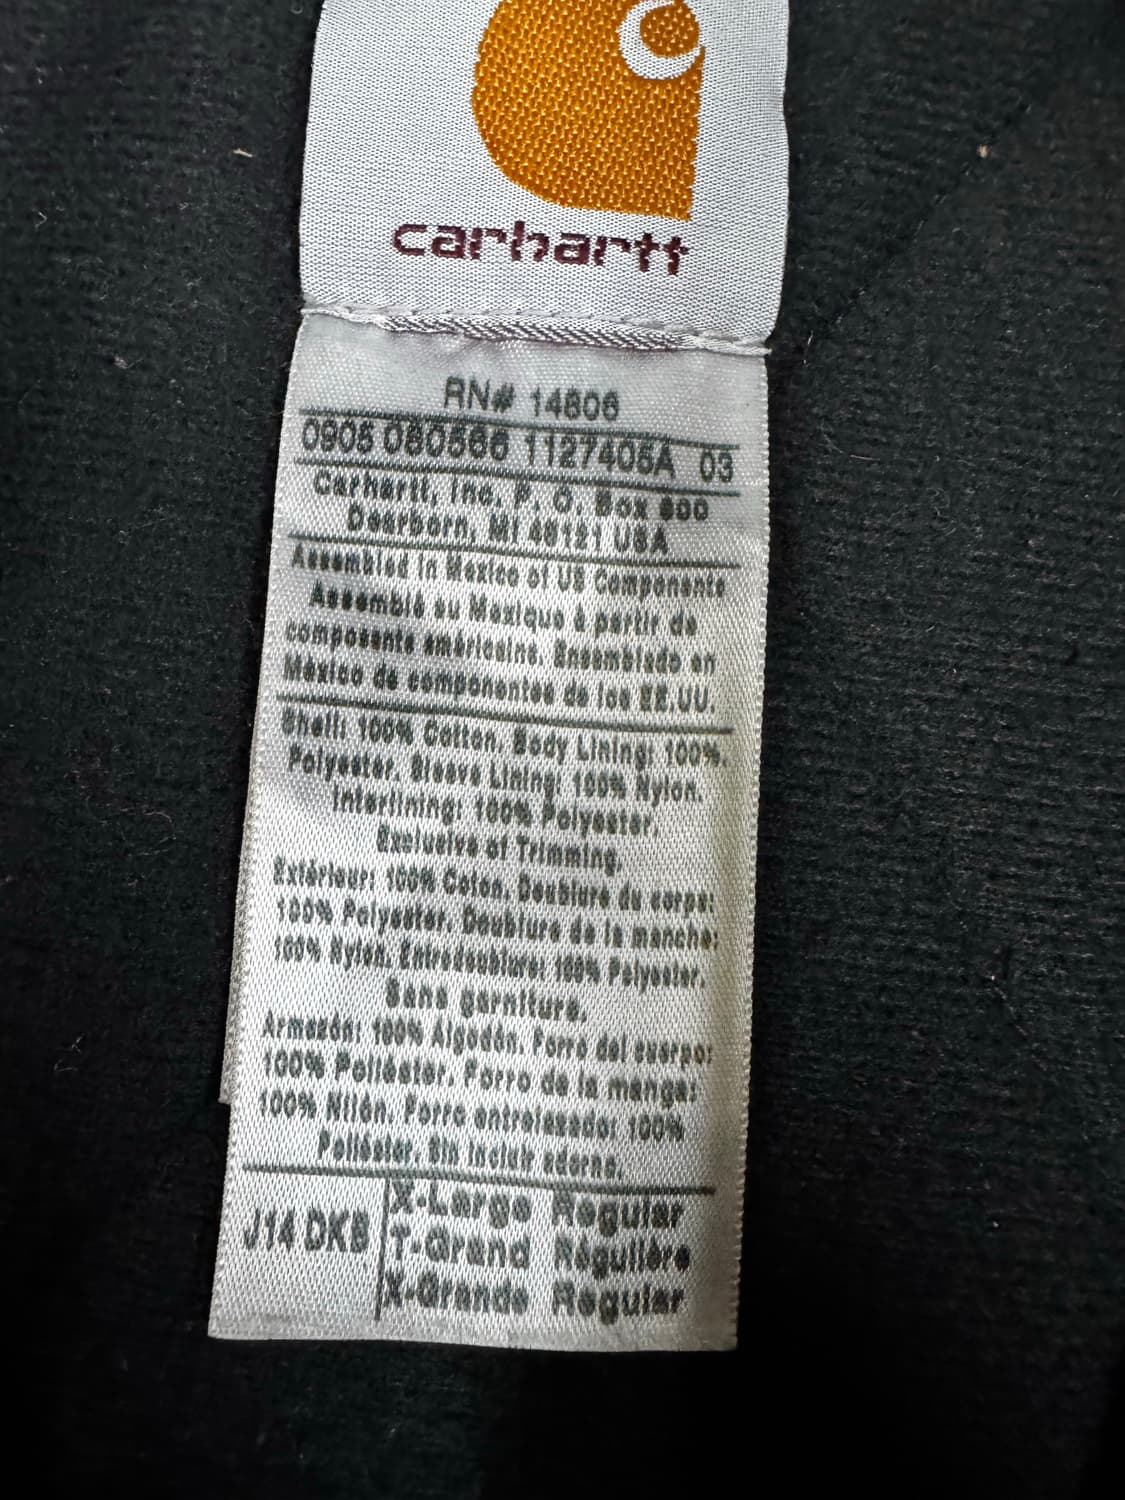 carhartt
RN# 14806
0905 080566 1127405A 03
Carhartt, Inc, P. O. Box 600
Dearborn, MI 48121 USA
Assembled in Mexico of US Components
Assemblé au Mexique à partir de
composants américains. Ensamblado en
México de componentes de los EE.UU.
Shell: 100% Cotton. Body Lining: 100%
Polyester. Sleeve Lining: 100% Nylon.
Interlining: 100% Polyester.
Exclusive of Trimming.
Extérieur: 100% Coton. Doublure du corps:
100% Polyester. Doublure de la manche:
100% Nylon. Entredoublure: 100% Polyester.
Sans garniture.
Armazón: 100% Algodón. Forro del cuerpo:
100% Poliéster. Forro de la manga:
100% Nilón. Forro entrelazado: 100%
Poliéster. Sin incluir adorno.
J14 DKB
X-Large Regular
T-Grand Régulière
X-Grande Regular